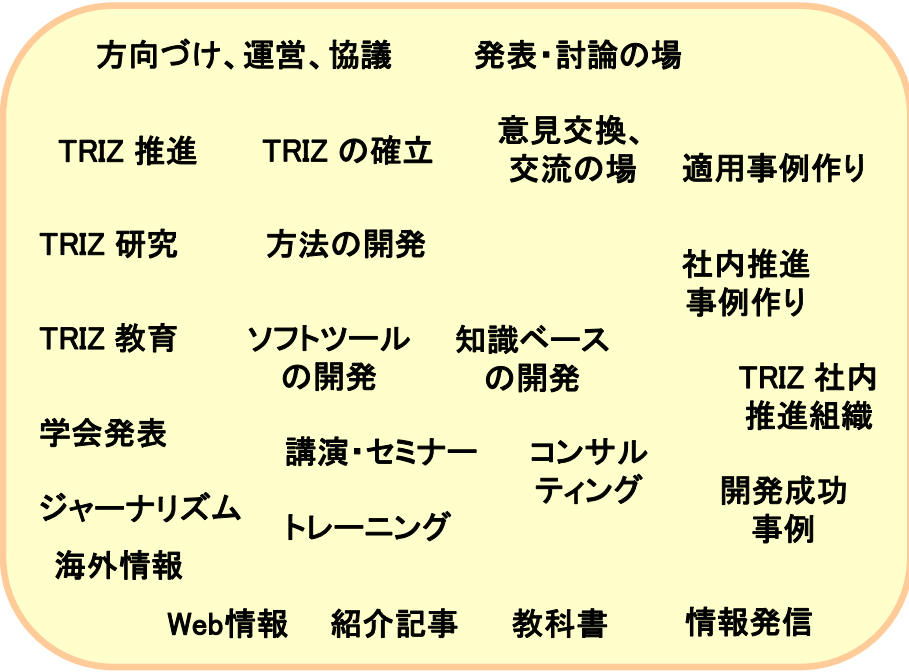 方向づけ、運営、協議
発表・討論の場
TRIZ 推進
TRIZ の確立
意見交換、
交流の場
適用事例作り
TRIZ 研究
方法の開発
社内推進
事例作り
TRIZ 教育
ソフトツール
の開発
知識ベース
の開発
TRIZ 社内
推進組織
学会発表
講演・セミナー
コンサル
ティング
開発成功
事例
ジャーナリズム
トレーニング
海外情報
Web情報
紹介記事
教科書
情報発信